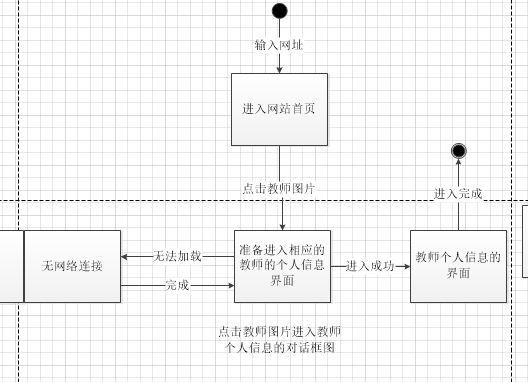 输入网址
进入网站首页
点击教师图片
进入完成
无网络连接
无法加载
完成
准备进入相应的
教师的个人信息
界面
进入成功
教师个人信息的
界面
点击教师图片进入教师
个人信息的对话框图